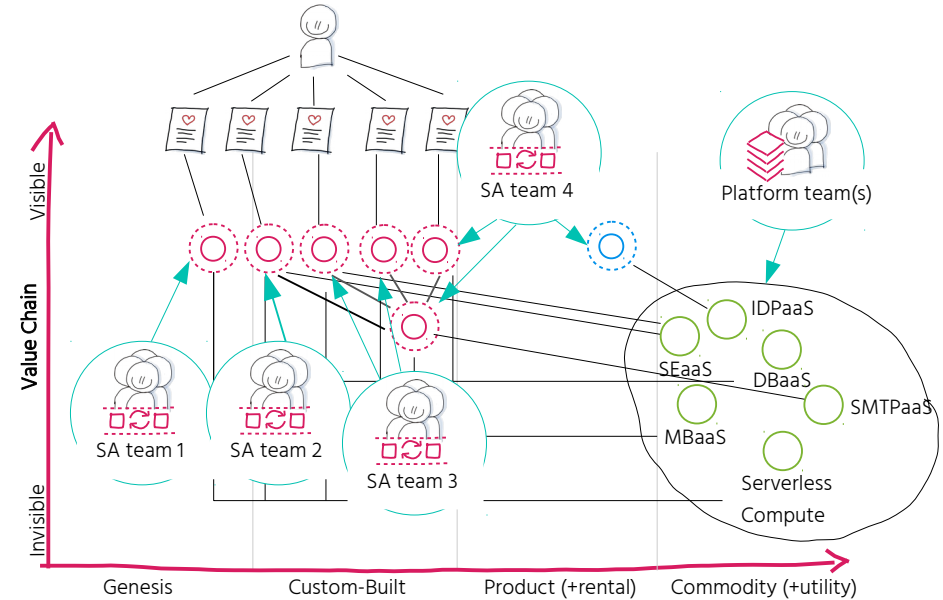 SA team 4
Platform team(s)
Visible
Value Chain
Invisible
IDPaaS
SEaaS
DBaaS
SMTPaaS
MBaaS
Serverless
Compute
SA team 1
SA team 2
SA team 3
Genesis
Custom-Built
Product (+rental)
Commodity (+utility)